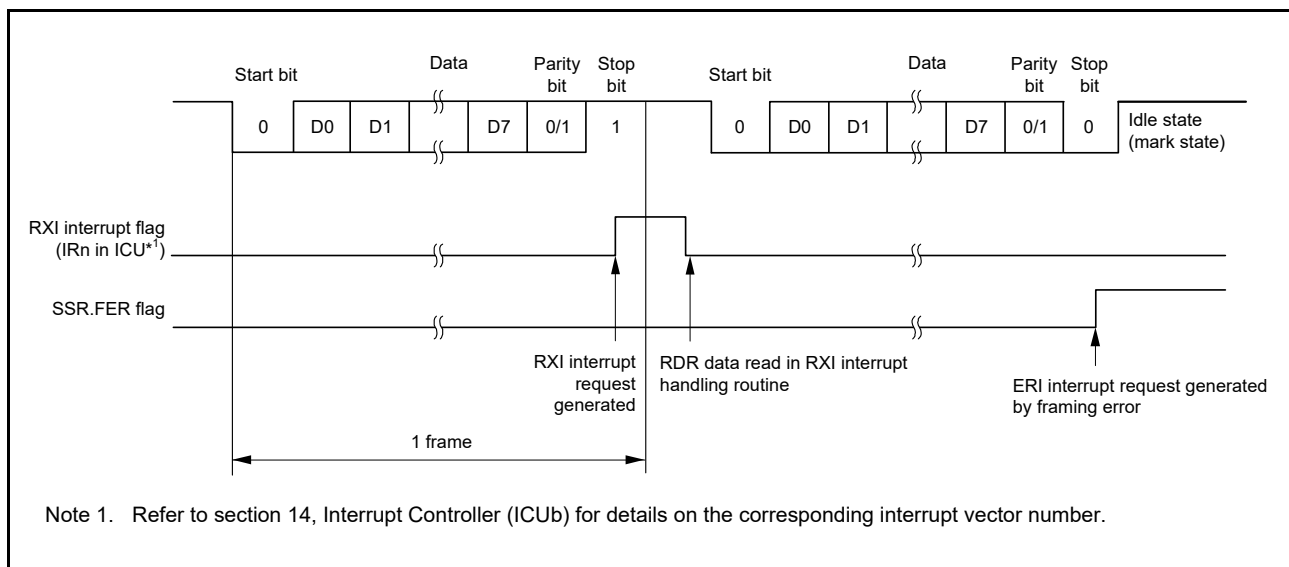 Start bit
Data
Parity
bit
Stop
bit
Start bit
Data
Parity
bit
Stop
bit
0
D0
D1
D7
0/1
1
0
D0
D1
D7
0/1
0
Idle state
(mark state)
RXI interrupt flag
(IRn in ICU*1)
SSR.FER flag
RXI interrupt
request
generated
RDR data read in RXI interrupt
handling routine
ERI interrupt request generated
by framing error
1 frame
Note 1. Refer to section 14, Interrupt Controller (ICUb) for details on the corresponding interrupt vector number.